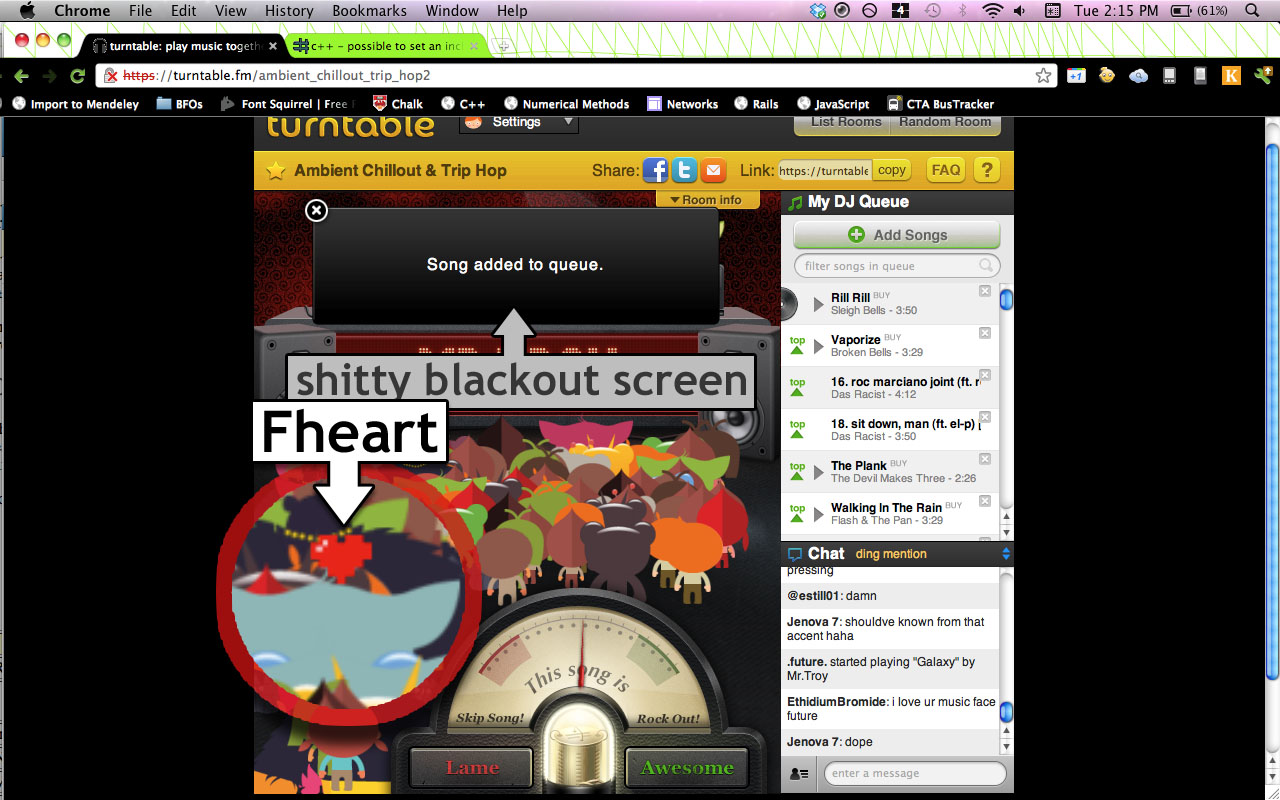 Chrome File Edit View History Bookmarks Window Help 4 Tue 2:15 PM (61%)
turntable: play music togeth
c++ – possible to set an incl
https://turntable.fm/ambient_chillout_trip_hop2
+1
K
Import to Mendeley BFOs Font Squirrel | Free F Chalk C++ Numerical Methods Networks Rails JavaScript CTA BusTracker
turntable
Settings
List Rooms
Random Room
Ambient Chillout & Trip Hop
Share:
Link:
https://turntable
copy
FAQ
?
Room info
Song added to queue.
shitty blackout screen
Fheart
This song is
Skip Song!
Rock Out!
Lame
Awesome
My DJ Queue
Add Songs
filter songs in queue
Rill Rill BUY
Sleigh Bells - 3:50
top
Vaporize BUY
Broken Bells - 3:29
top
16. roc marciano joint (ft. r
Das Racist - 4:12
top
18. sit down, man (ft. el-p)
Das Racist - 3:50
top
The Plank BUY
The Devil Makes Three - 2:26
top
Walking In The Rain BUY
Flash & The Pan - 3:29
Chat
ding mention
pressing
@estill01: damn
Jenova 7: shouldve known from that
accent haha
.future. started playing "Galaxy" by
Mr.Troy
EthidiumBromide: i love ur music face
future
Jenova 7: dope
enter a message